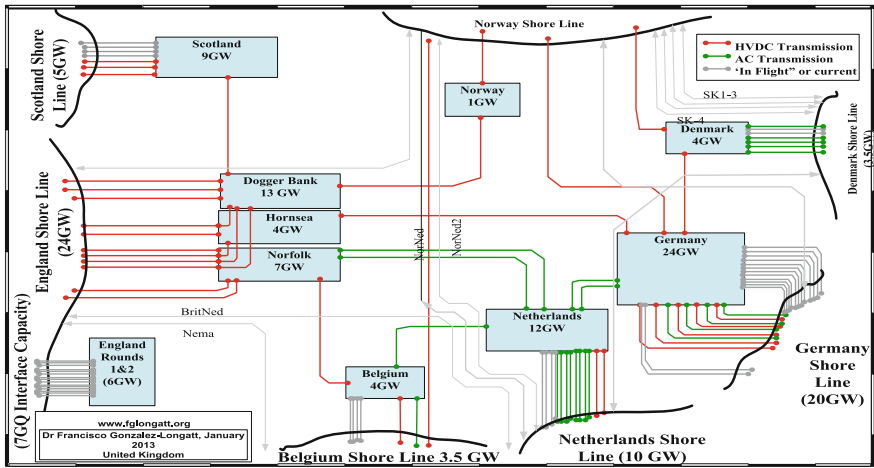 Norway Shore Line
Scotland
9GW
HVDC Transmission
AC Transmission
'In Flight" or current
Scotland Shore
Line (5GW)
Norway
1GW
SK1-3
SK-4
Denmark
4GW
Denmark Shore Line
(3.5GW)
Dogger Bank
13 GW
Hornsea
4GW
Norfolk
7GW
England Shore Line
(24GW)
NorNed
NorNed2
Germany
24GW
BritNed
Nema
Netherlands
12GW
England
Rounds
1&2
(6GW)
(7GQ Interface Capacity)
Belgium
4GW
Germany
Shore
Line
(20GW)
www.fglongatt.org
Dr Francisco Gonzalez-Longatt, January
2013
United Kingdom
Belgium Shore Line 3.5 GW
Netherlands Shore
Line (10 GW)